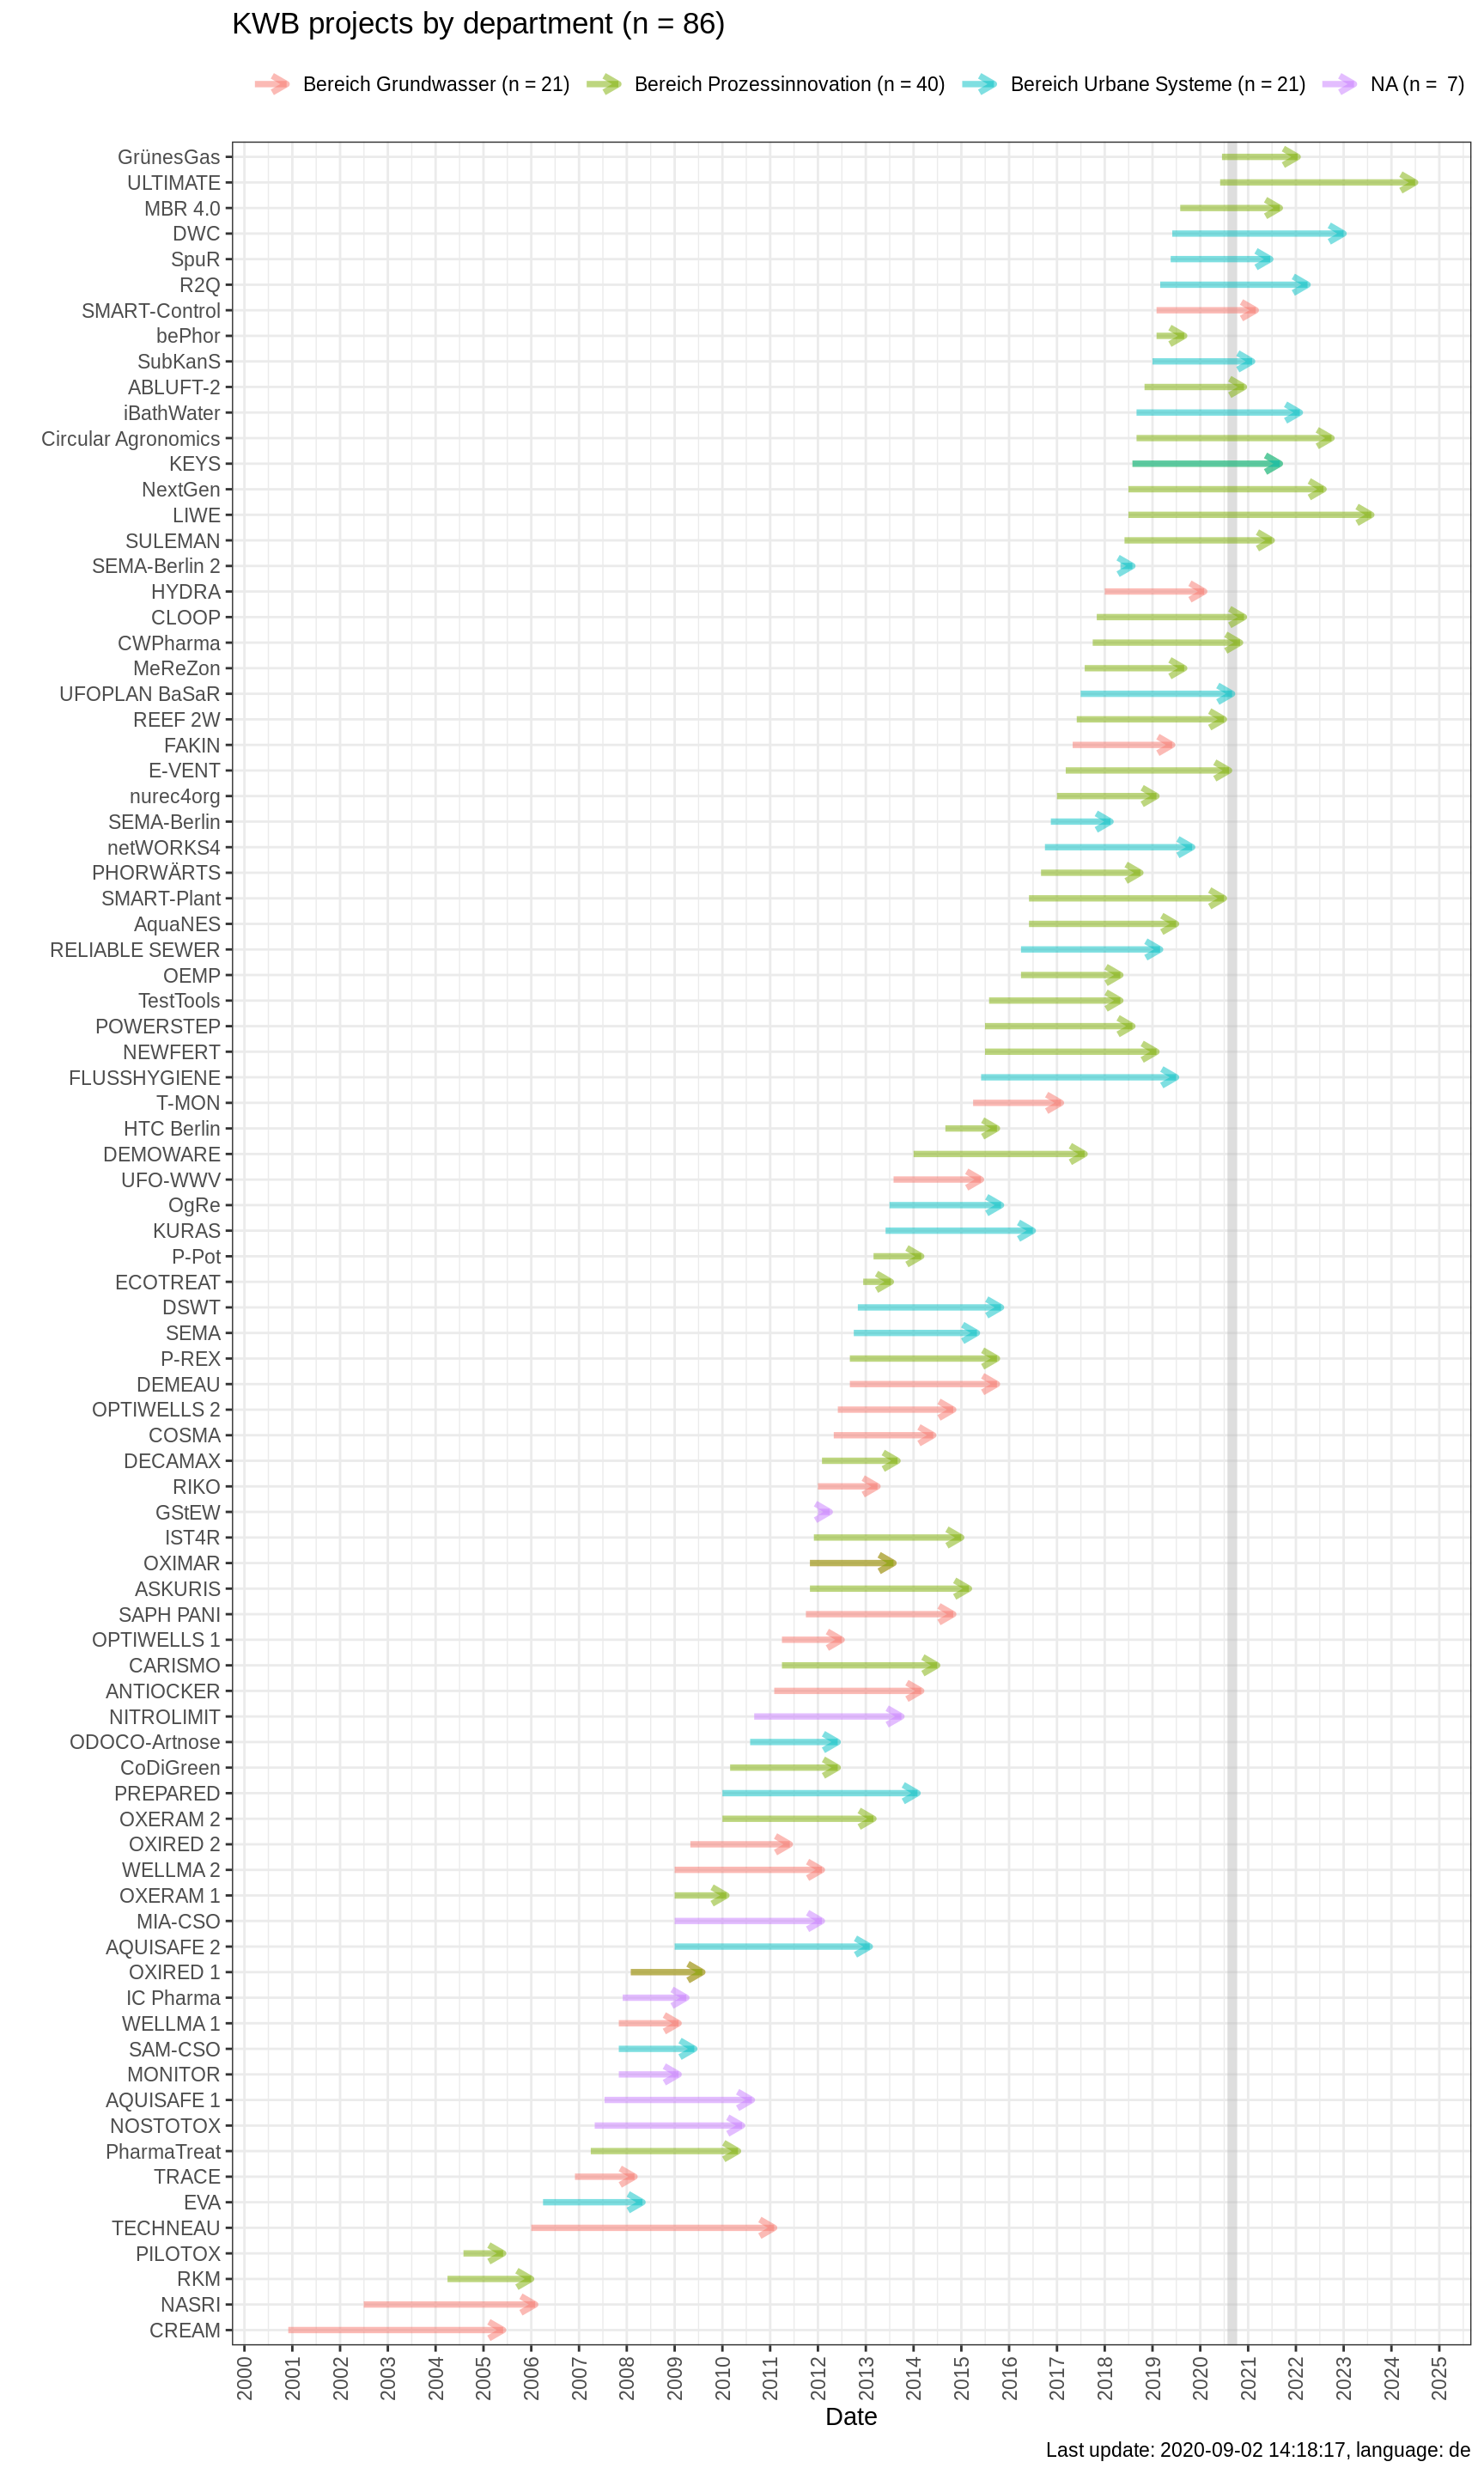 KWB projects by department (n = 86)
Bereich Grundwasser (n = 21) Bereich Prozessinnovation (n = 40) Bereich Urbane Systeme (n = 21) NA (n =  7)
GrünesGas
ULTIMATE
MBR 4.0
DWC
SpuR
R2Q
SMART-Control
bePhor
SubKanS
ABLUFT-2
iBathWater
Circular Agronomics
KEYS
NextGen
LIWE
SULEMAN
SEMA-Berlin 2
HYDRA
CLOOP
CWPharma
MeReZon
UFOPLAN BaSaR
REEF 2W
FAKIN
E-VENT
nurec4org
SEMA-Berlin
netWORKS4
PHORWÄRTS
SMART-Plant
AquaNES
RELIABLE SEWER
OEMP
TestTools
POWERSTEP
NEWFERT
FLUSSHYGIENE
T-MON
HTC Berlin
DEMOWARE
UFO-WWV
OgRe
KURAS
P-Pot
ECOTREAT
DSWT
SEMA
P-REX
DEMEAU
OPTIWELLS 2
COSMA
DECAMAX
RIKO
GStEW
IST4R
OXIMAR
ASKURIS
SAPH PANI
OPTIWELLS 1
CARISMO
ANTIOCKER
NITROLIMIT
ODOCO-Artnose
CoDiGreen
PREPARED
OXERAM 2
OXIRED 2
WELLMA 2
OXERAM 1
MIA-CSO
AQUISAFE 2
OXIRED 1
IC Pharma
WELLMA 1
SAM-CSO
MONITOR
AQUISAFE 1
NOSTOTOX
PharmaTreat
TRACE
EVA
TECHNEAU
PILOTOX
RKM
NASRI
CREAM
2000 2001 2002 2003 2004 2005 2006 2007 2008 2009 2010 2011 2012 2013 2014 2015 2016 2017 2018 2019 2020 2021 2022 2023 2024 2025
Date
Last update: 2020-09-02 14:18:17, language: de